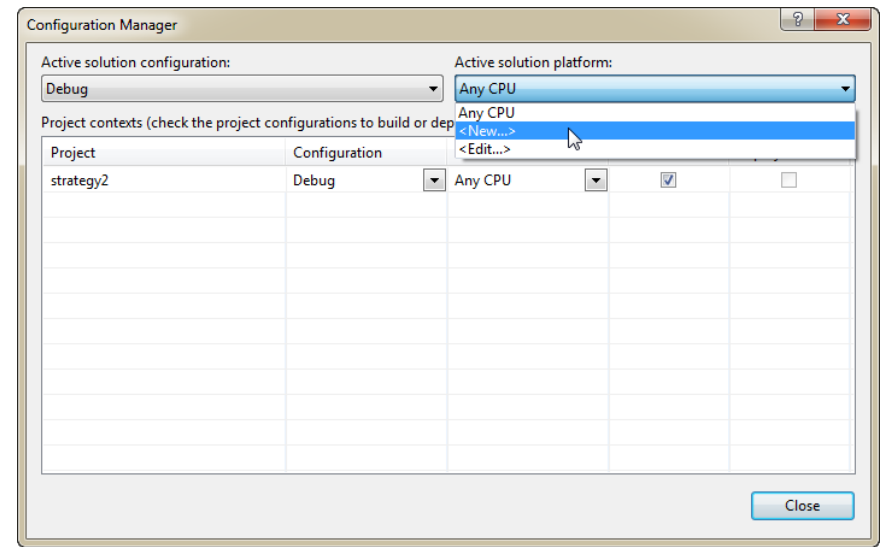 Configuration Manager
?
Active solution configuration: Active solution platform:
Debug Any CPU
Any CPU
<New...>
<Edit...>
Project contexts (check the project configurations to build or dep
Project Configuration
strategy2 Debug Any CPU
Close